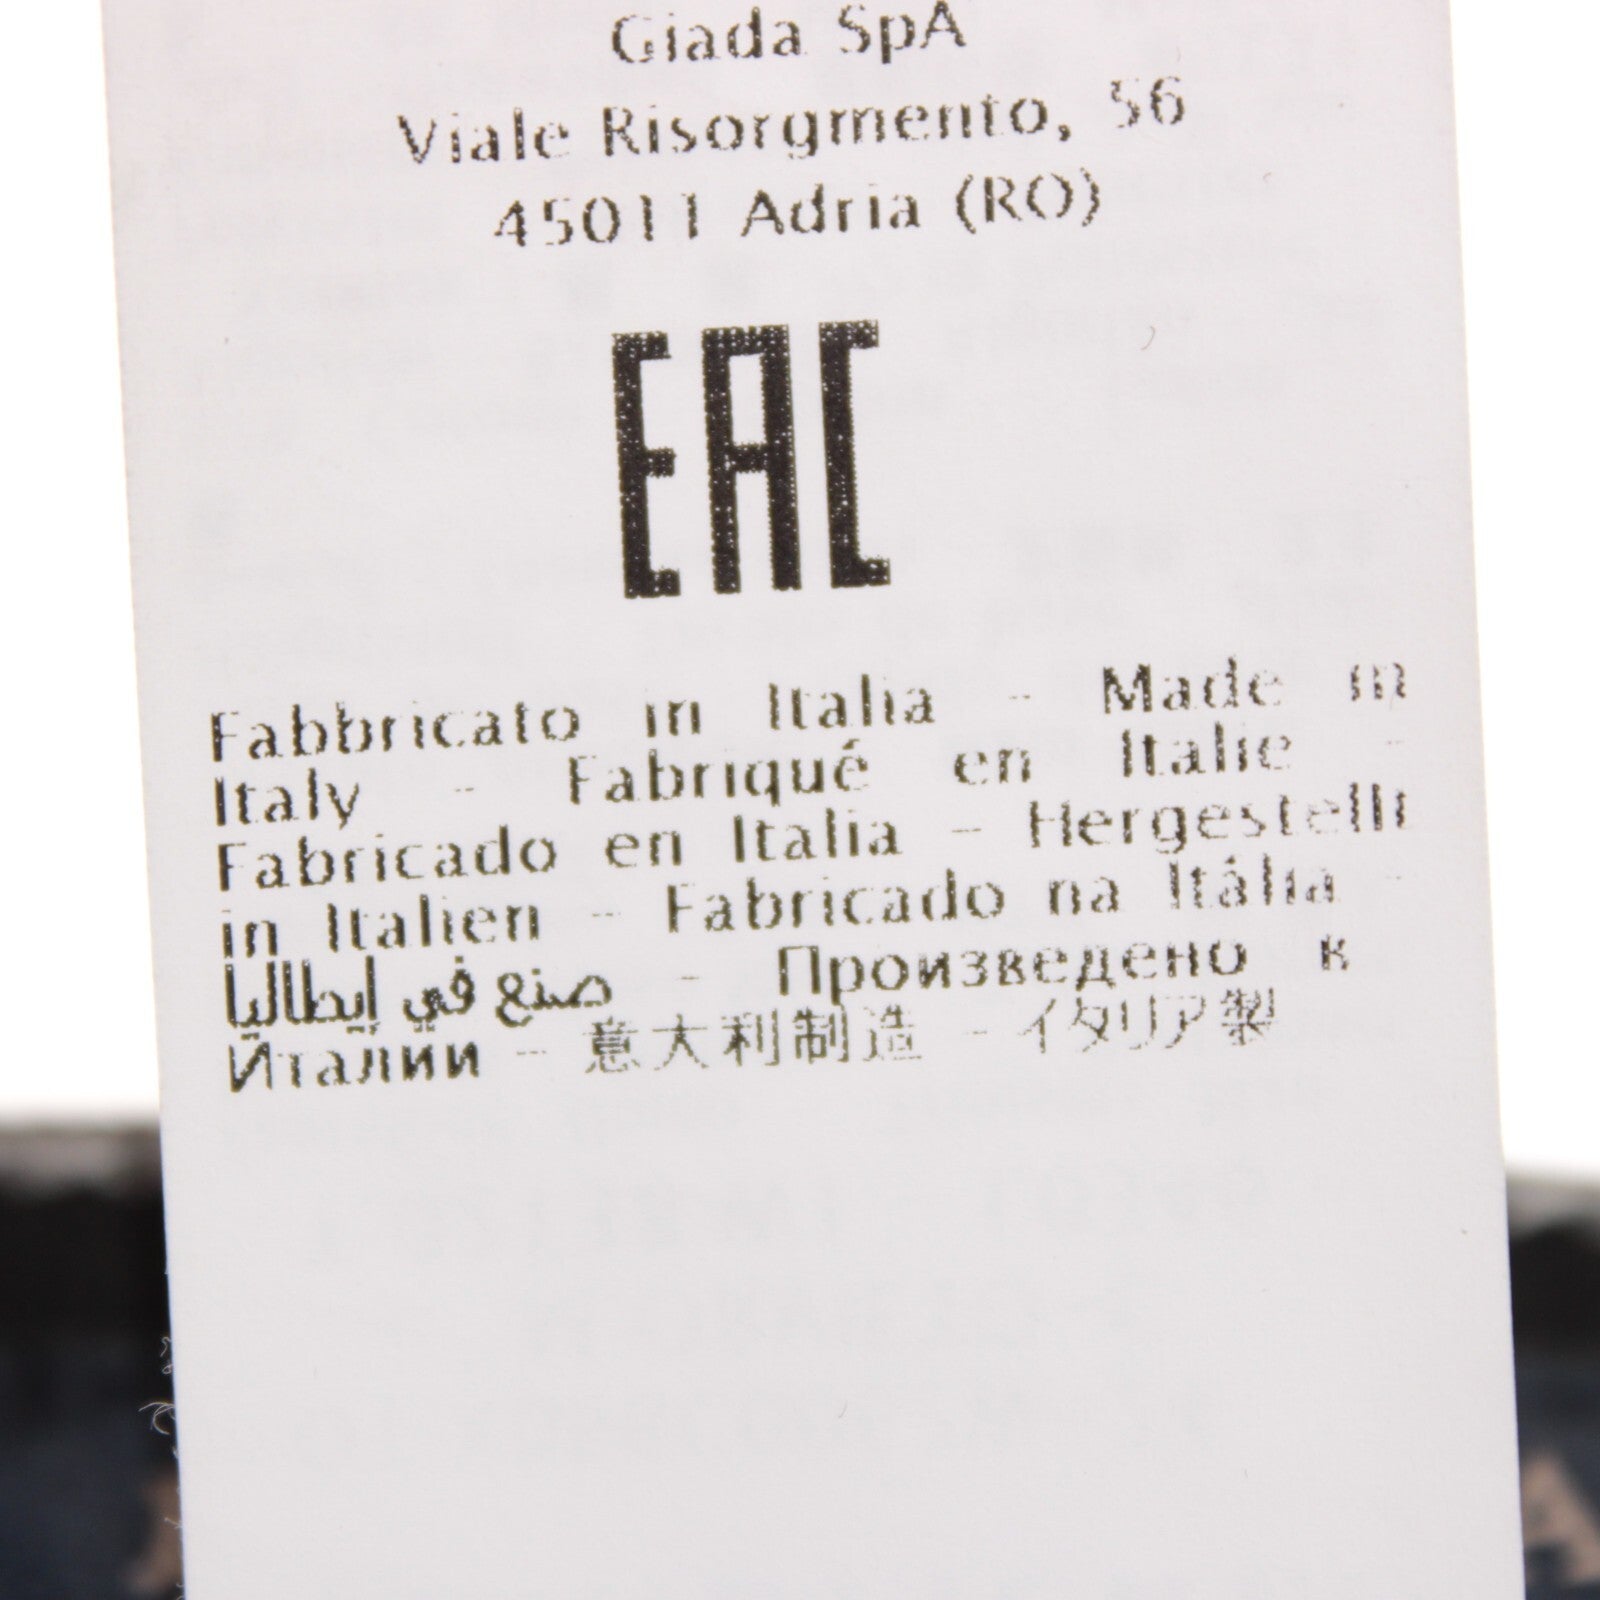 Giada SpA
Viale Risorgmento, 56
45011 Adria (RO)
EAC
Fabbricato in Italia - Made in
Italy - Fabriqué en Italie -
Fabricado en Italia - Hergestellt
in Italien - Fabricado na Itália -
صنع في إيطاليا - Произведено к
Италии - 意大利制造 - イタリア製